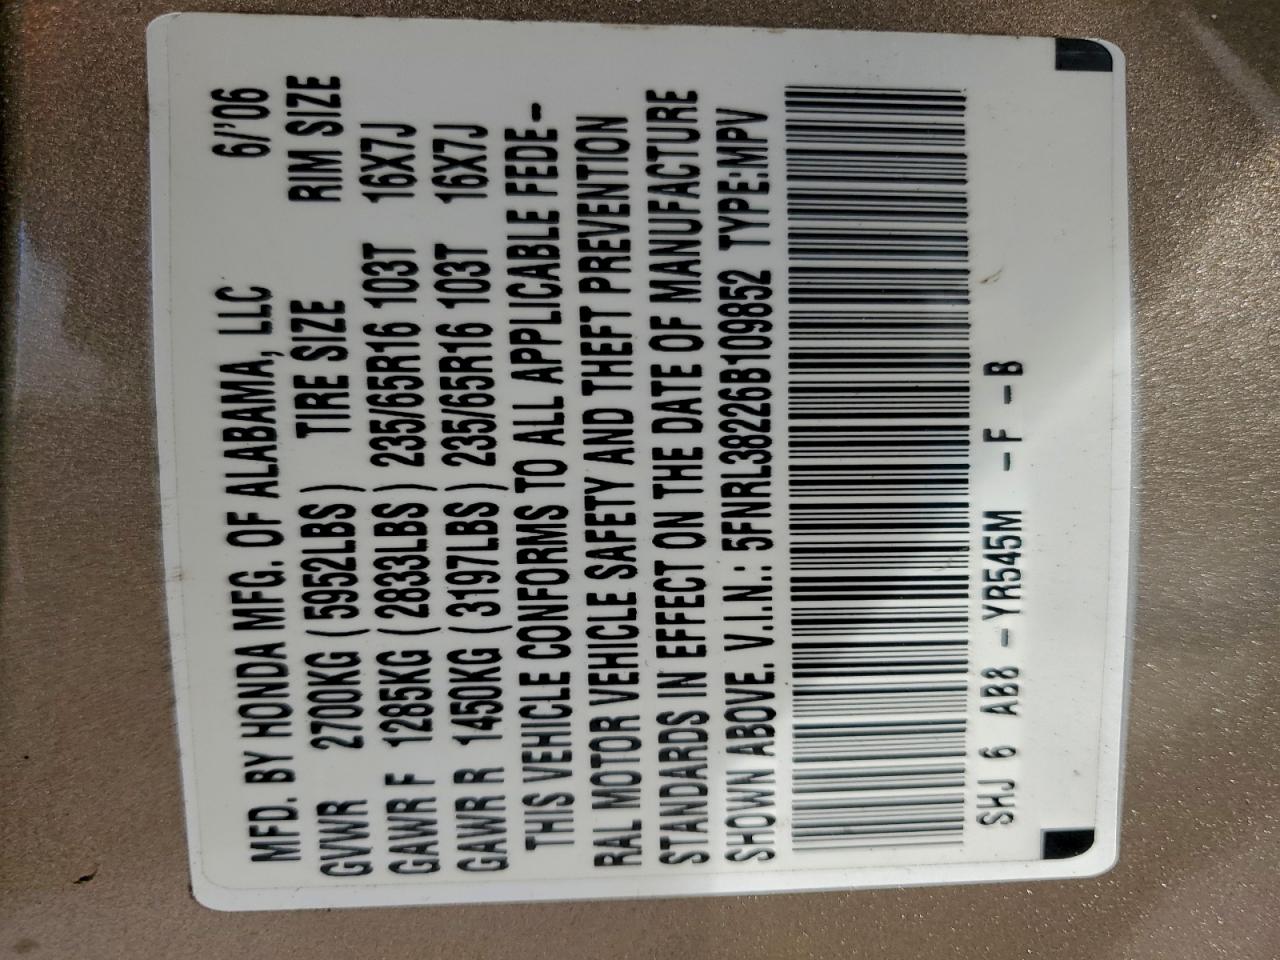 MFD. BY HONDA MFG. OF ALABAMA, LLC 6/'06
GVWR 2700KG ( 5952LBS ) TIRE SIZE RIM SIZE
GAWR F 1285KG ( 2833LBS ) 235/65R16 103T 16X7J
GAWR R 1450KG ( 3197LBS ) 235/65R16 103T 16X7J
THIS VEHICLE CONFORMS TO ALL APPLICABLE FEDE-
RAL MOTOR VEHICLE SAFETY AND THEFT PREVENTION
STANDARDS IN EFFECT ON THE DATE OF MANUFACTURE
SHOWN ABOVE. V.I.N.: 5FNRL38226B109852 TYPE:MPV
SHJ 6 AB8 -YR545M -F -B